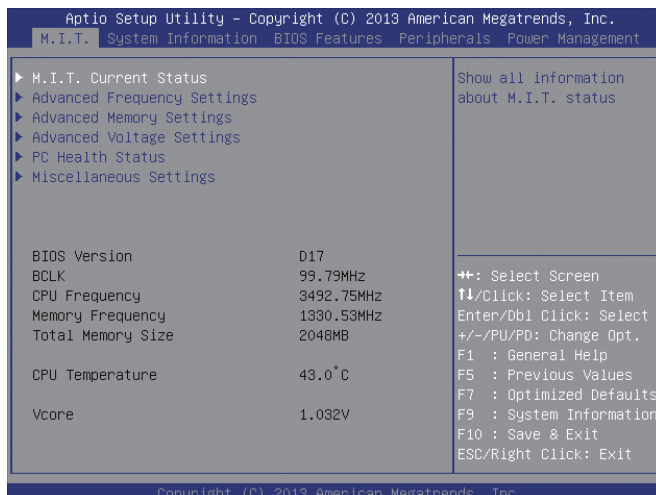 Aptio Setup Utility – Copyright (C) 2013 American Megatrends, Inc.
M.I.T. System Information BIOS Features Peripherals Power Management
M.I.T. Current Status
Advanced Frequency Settings
Advanced Memory Settings
Advanced Voltage Settings
PC Health Status
Miscellaneous Settings
BIOS Version D17
BCLK 99.79MHz
CPU Frequency 3492.75MHz
Memory Frequency 1330.53MHz
Total Memory Size 2048MB
CPU Temperature 43.0°C
Vcore 1.032V
Show all information
about M.I.T. status
→←: Select Screen
↑↓/Click: Select Item
Enter/Dbl Click: Select
+/-/PU/PD: Change Opt.
F1 : General Help
F5 : Previous Values
F7 : Optimized Defaults
F9 : System Information
F10 : Save & Exit
ESC/Right Click: Exit
Copyright (C) 2013 American Megatrends, Inc.